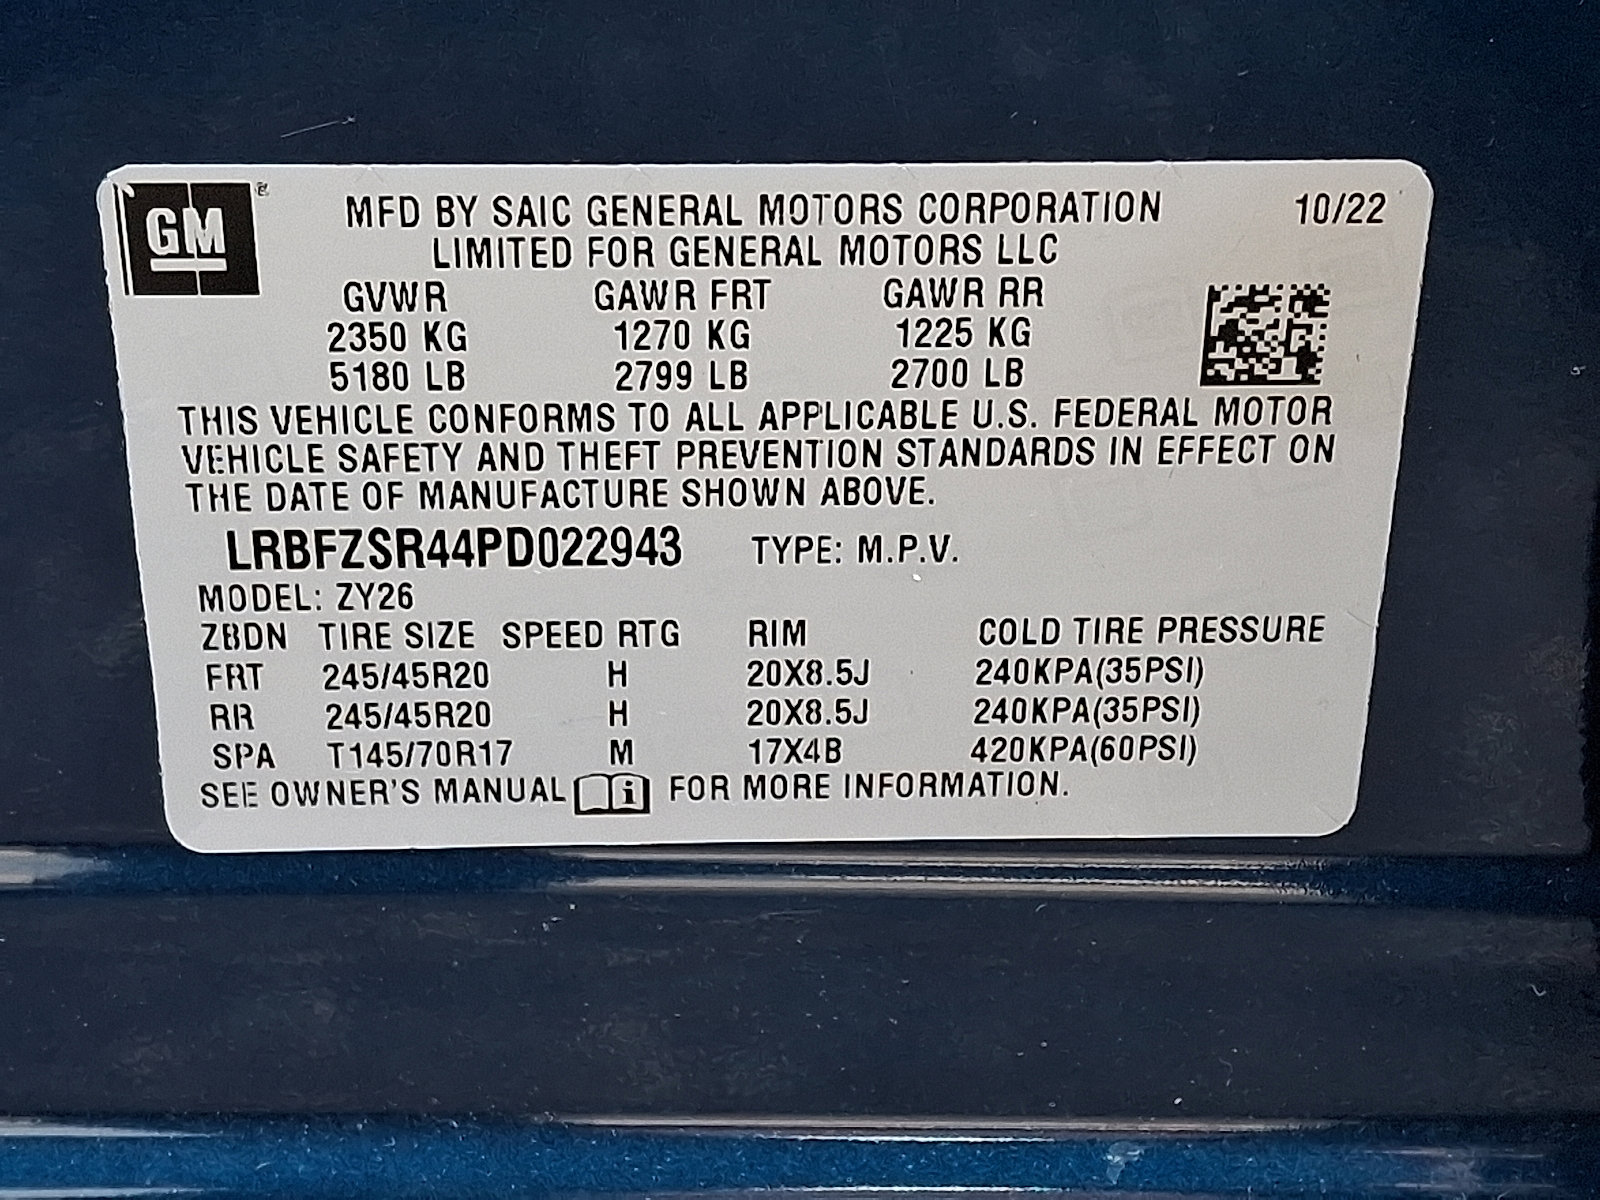 GM
MFD BY SAIC GENERAL MOTORS CORPORATION 10/22
LIMITED FOR GENERAL MOTORS LLC
GVWR GAWR FRT GAWR RR
2350 KG 1270 KG 1225 KG
5180 LB 2799 LB 2700 LB
THIS VEHICLE CONFORMS TO ALL APPLICABLE U.S. FEDERAL MOTOR
VEHICLE SAFETY AND THEFT PREVENTION STANDARDS IN EFFECT ON
THE DATE OF MANUFACTURE SHOWN ABOVE.
LRBFZSR44PD022943 TYPE: M.P.V.
MODEL: ZY26
ZBDN TIRE SIZE SPEED RTG RIM COLD TIRE PRESSURE
FRT 245/45R20 H 20X8.5J 240KPA(35PSI)
RR 245/45R20 H 20X8.5J 240KPA(35PSI)
SPA T145/70R17 M 17X4B 420KPA(60PSI)
SEE OWNER'S MANUAL i FOR MORE INFORMATION.